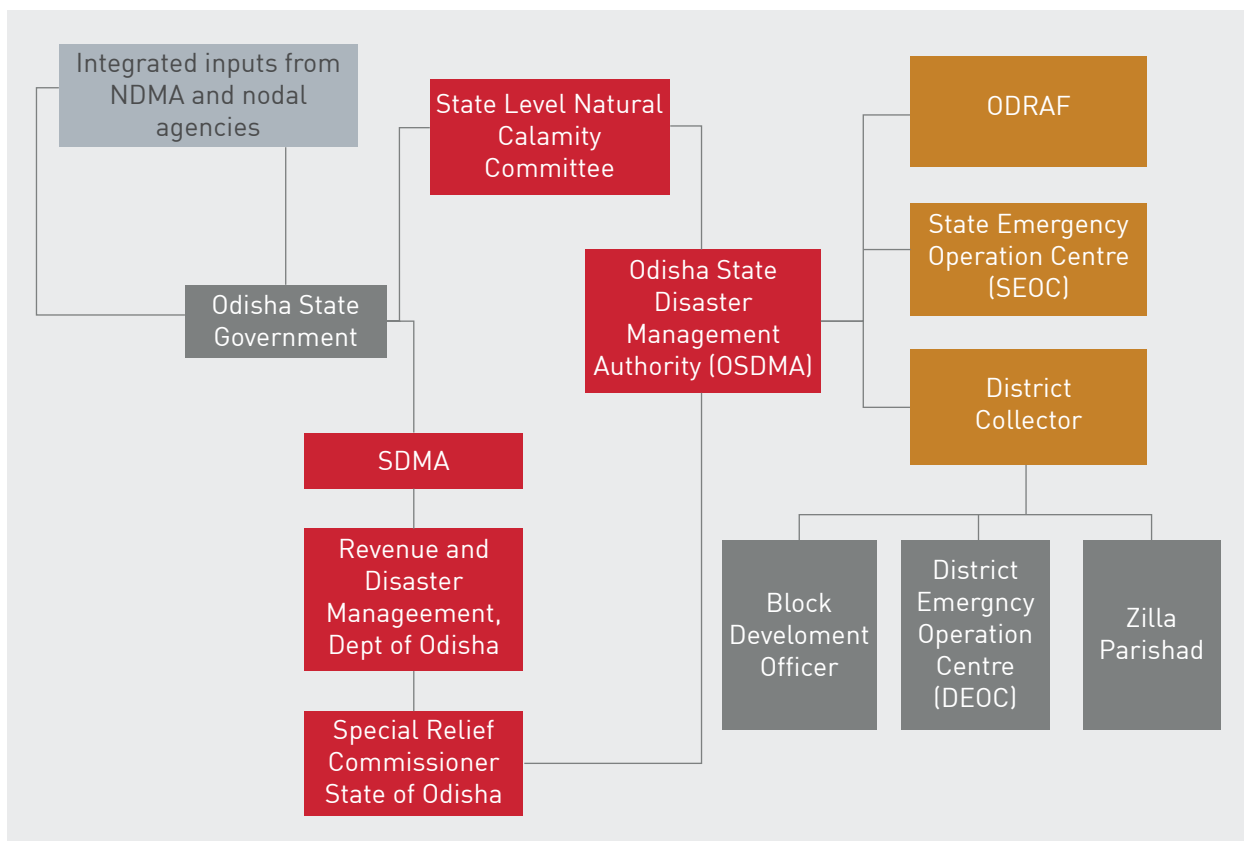 Integrated inputs from
NDMA and nodal
agencies
State Level Natural
Calamity
Committee
ODRAF
State Emergency
Operation Centre
(SEOC)
Odisha State
Government
Odisha State
Disaster
Management
Authority (OSDMA)
District
Collector
SDMA
Revenue and
Disaster
Manageement,
Dept of Odisha
Block
Develoment
Officer
District
Emergncy
Operation
Centre
(DEOC)
Zilla
Parishad
Special Relief
Commissioner
State of Odisha